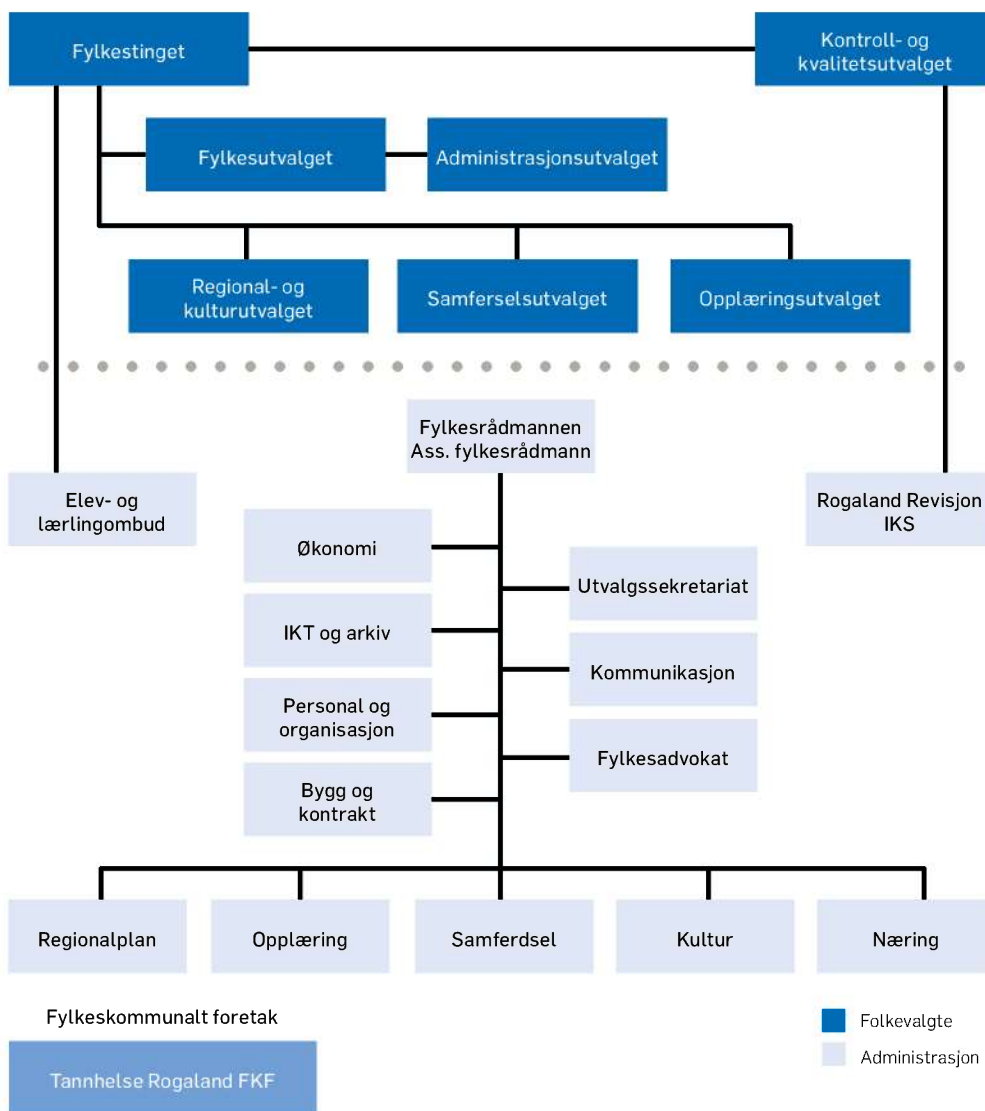 Fylkestinget
Kontroll- og
kvalitetsutvalget
Fylkesutvalget
Administrasjonsutvalget
Regional- og
kulturutvalget
Samferselsutvalget
Opplæringsutvalget
Fylkesrådmannen
Ass. fylkesrådmann
Elev- og
lærlingombud
Rogaland Revisjon
IKS
Økonomi
Utvalgssekretariat
IKT og arkiv
Kommunikasjon
Personal og
organisasjon
Fylkesadvokat
Bygg og
kontrakt
Regionalplan
Opplæring
Samferdsel
Kultur
Næring
Fylkeskommunalt foretak
Tannhelse Rogaland FKF
Folkevalgte
Administrasjon